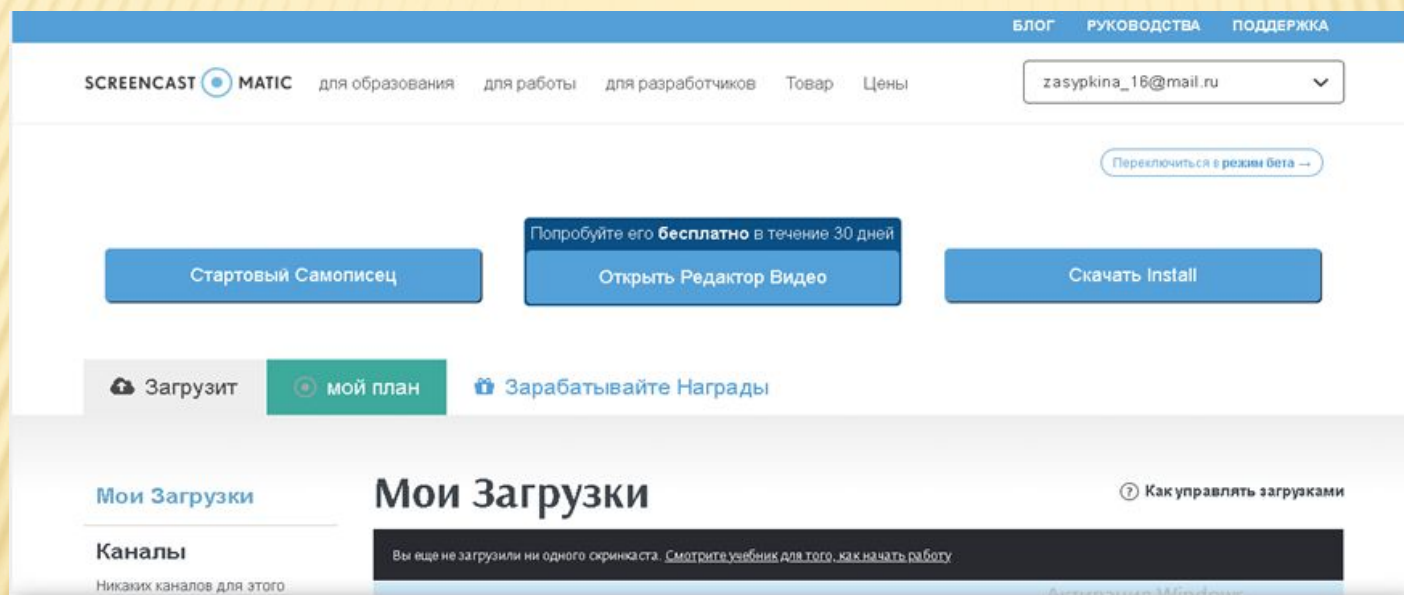 БЛОГ РУКОВОДСТВА ПОДДЕРЖКА
SCREENCAST MATIC для образования для работы для разработчиков Товар Цены zasypkina_16@mail.ru
Переключиться в режим бета →
Попробуйте его бесплатно в течение 30 дней
Стартовый Самописец Открыть Редактор Видео Скачать Install
Загрузит мой план Зарабатывайте Награды
Мои Загрузки Мои Загрузки ? Как управлять загрузками
Каналы Вы еще не загрузили ни одного скринкаста. Смотрите учебник для того, как начать работу
Никаких каналов для этого
Активация Windows